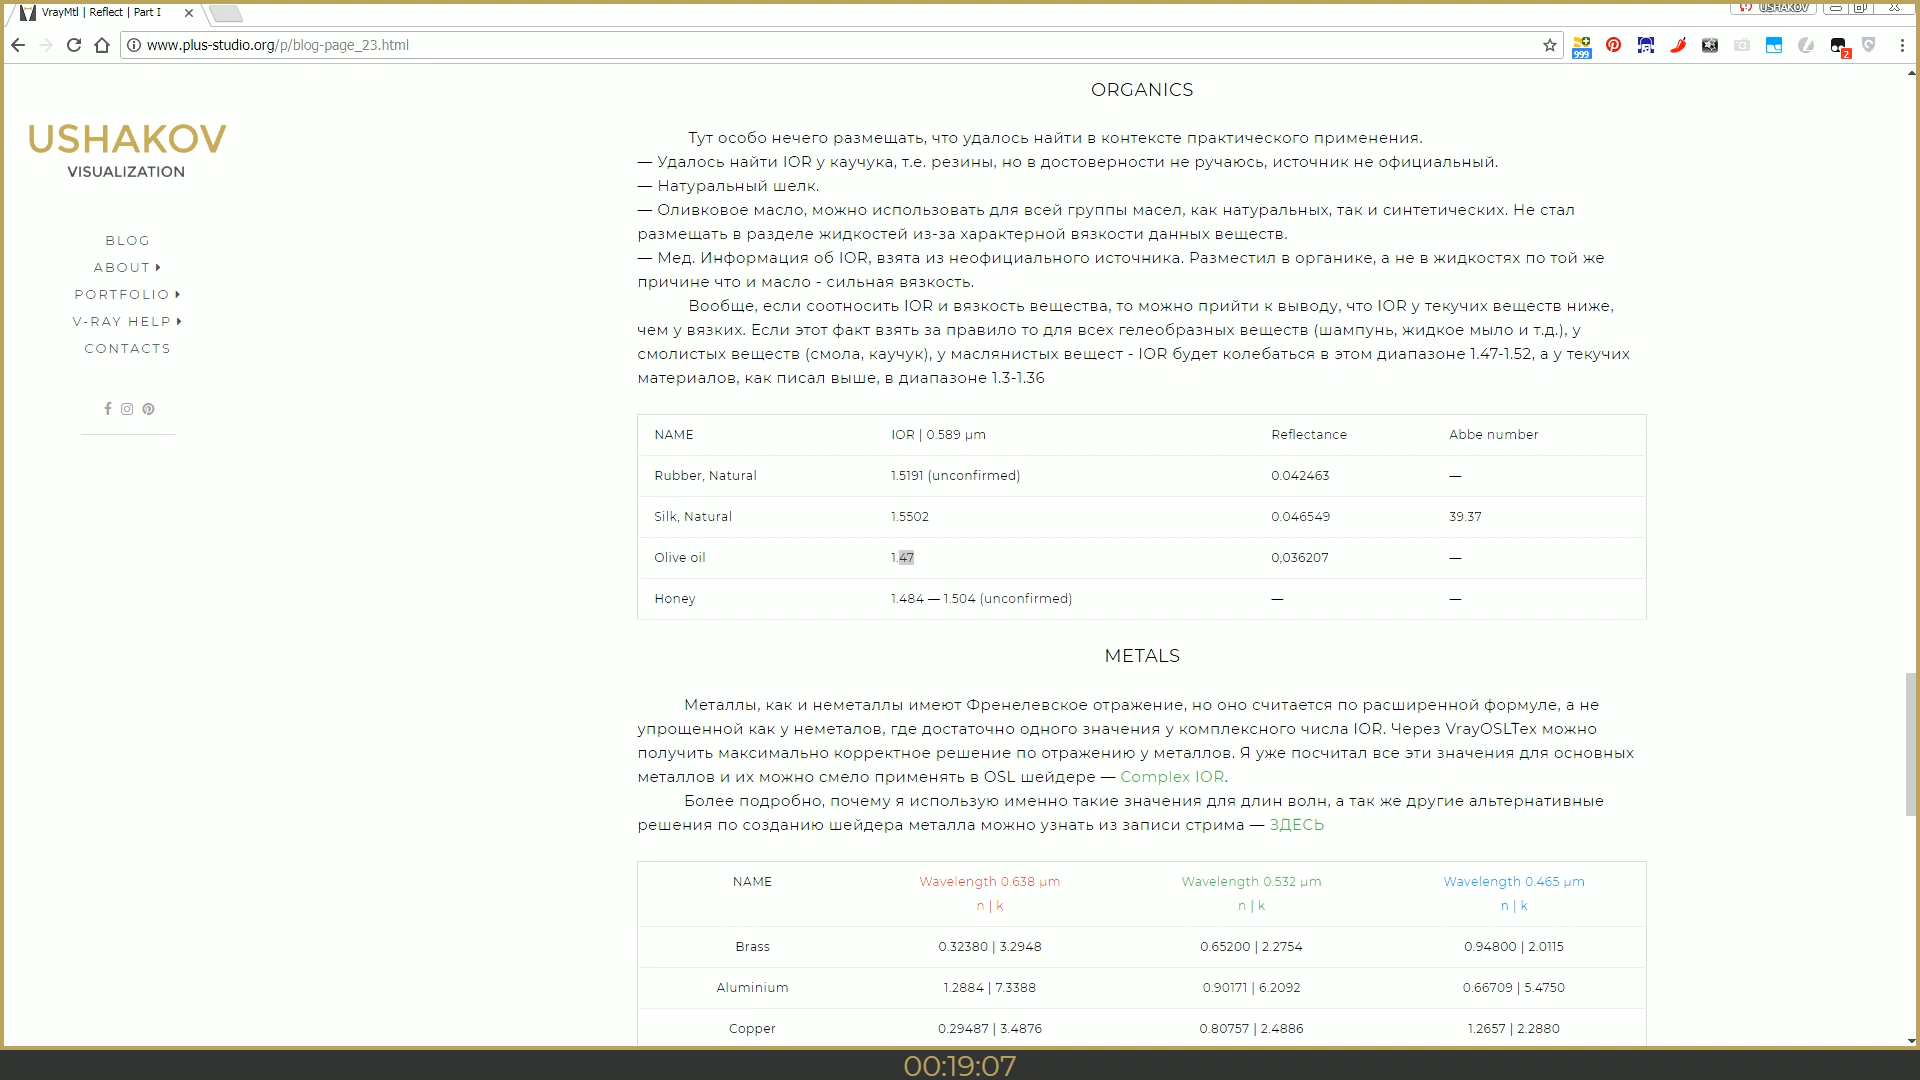 VrayMtl | Reflect | Part I
USHAKOV
www.plus-studio.org/p/blog-page_23.html
999
2
USHAKOV
VISUALIZATION
BLOG
ABOUT
PORTFOLIO
V-RAY HELP
CONTACTS
ORGANICS
Тут особо нечего размещать, что удалось найти в контексте практического применения.
— Удалось найти IOR у каучука, т.е. резины, но в достоверности не ручаюсь, источник не официальный.
— Натуральный шелк.
— Оливковое масло, можно использовать для всей группы масел, как натуральных, так и синтетических. Не стал
размещать в разделе жидкостей из-за характерной вязкости данных веществ.
— Мед. Информация об IOR, взята из неофициального источника. Разместил в органике, а не в жидкостях по той же
причине что и масло - сильная вязкость.
Вообще, если соотносить IOR и вязкость вещества, то можно прийти к выводу, что IOR у текучих веществ ниже,
чем у вязких. Если этот факт взять за правило то для всех гелеобразных веществ (шампунь, жидкое мыло и т.д.), у
смолистых веществ (смола, каучук), у маслянистых вещест - IOR будет колебаться в этом диапазоне 1.47-1.52, а у текучих
материалов, как писал выше, в диапазоне 1.3-1.36
NAME IOR | 0.589 µm Reflectance Abbe number
Rubber, Natural 1.5191 (unconfirmed) 0.042463 —
Silk, Natural 1.5502 0.046549 39.37
Olive oil 1.47 0,036207 —
Honey 1.484 — 1.504 (unconfirmed) — —
METALS
Металлы, как и неметаллы имеют Френелевское отражение, но оно считается по расширенной формуле, а не
упрощенной как у неметалов, где достаточно одного значения у комплексного числа IOR. Через VrayOSLTex можно
получить максимально корректное решение по отражению у металлов. Я уже посчитал все эти значения для основных
металлов и их можно смело применять в OSL шейдере — Complex IOR.
Более подробно, почему я использую именно такие значения для длин волн, а так же другие альтернативные
решения по созданию шейдера металла можно узнать из записи стрима — ЗДЕСЬ
NAME Wavelength 0.638 µm Wavelength 0.532 µm Wavelength 0.465 µm
n | k n | k n | k
Brass 0.32380 | 3.2948 0.65200 | 2.2754 0.94800 | 2.0115
Aluminium 1.2884 | 7.3388 0.90171 | 6.2092 0.66709 | 5.4750
Copper 0.29487 | 3.4876 0.80757 | 2.4886 1.2657 | 2.2880
00:19:07